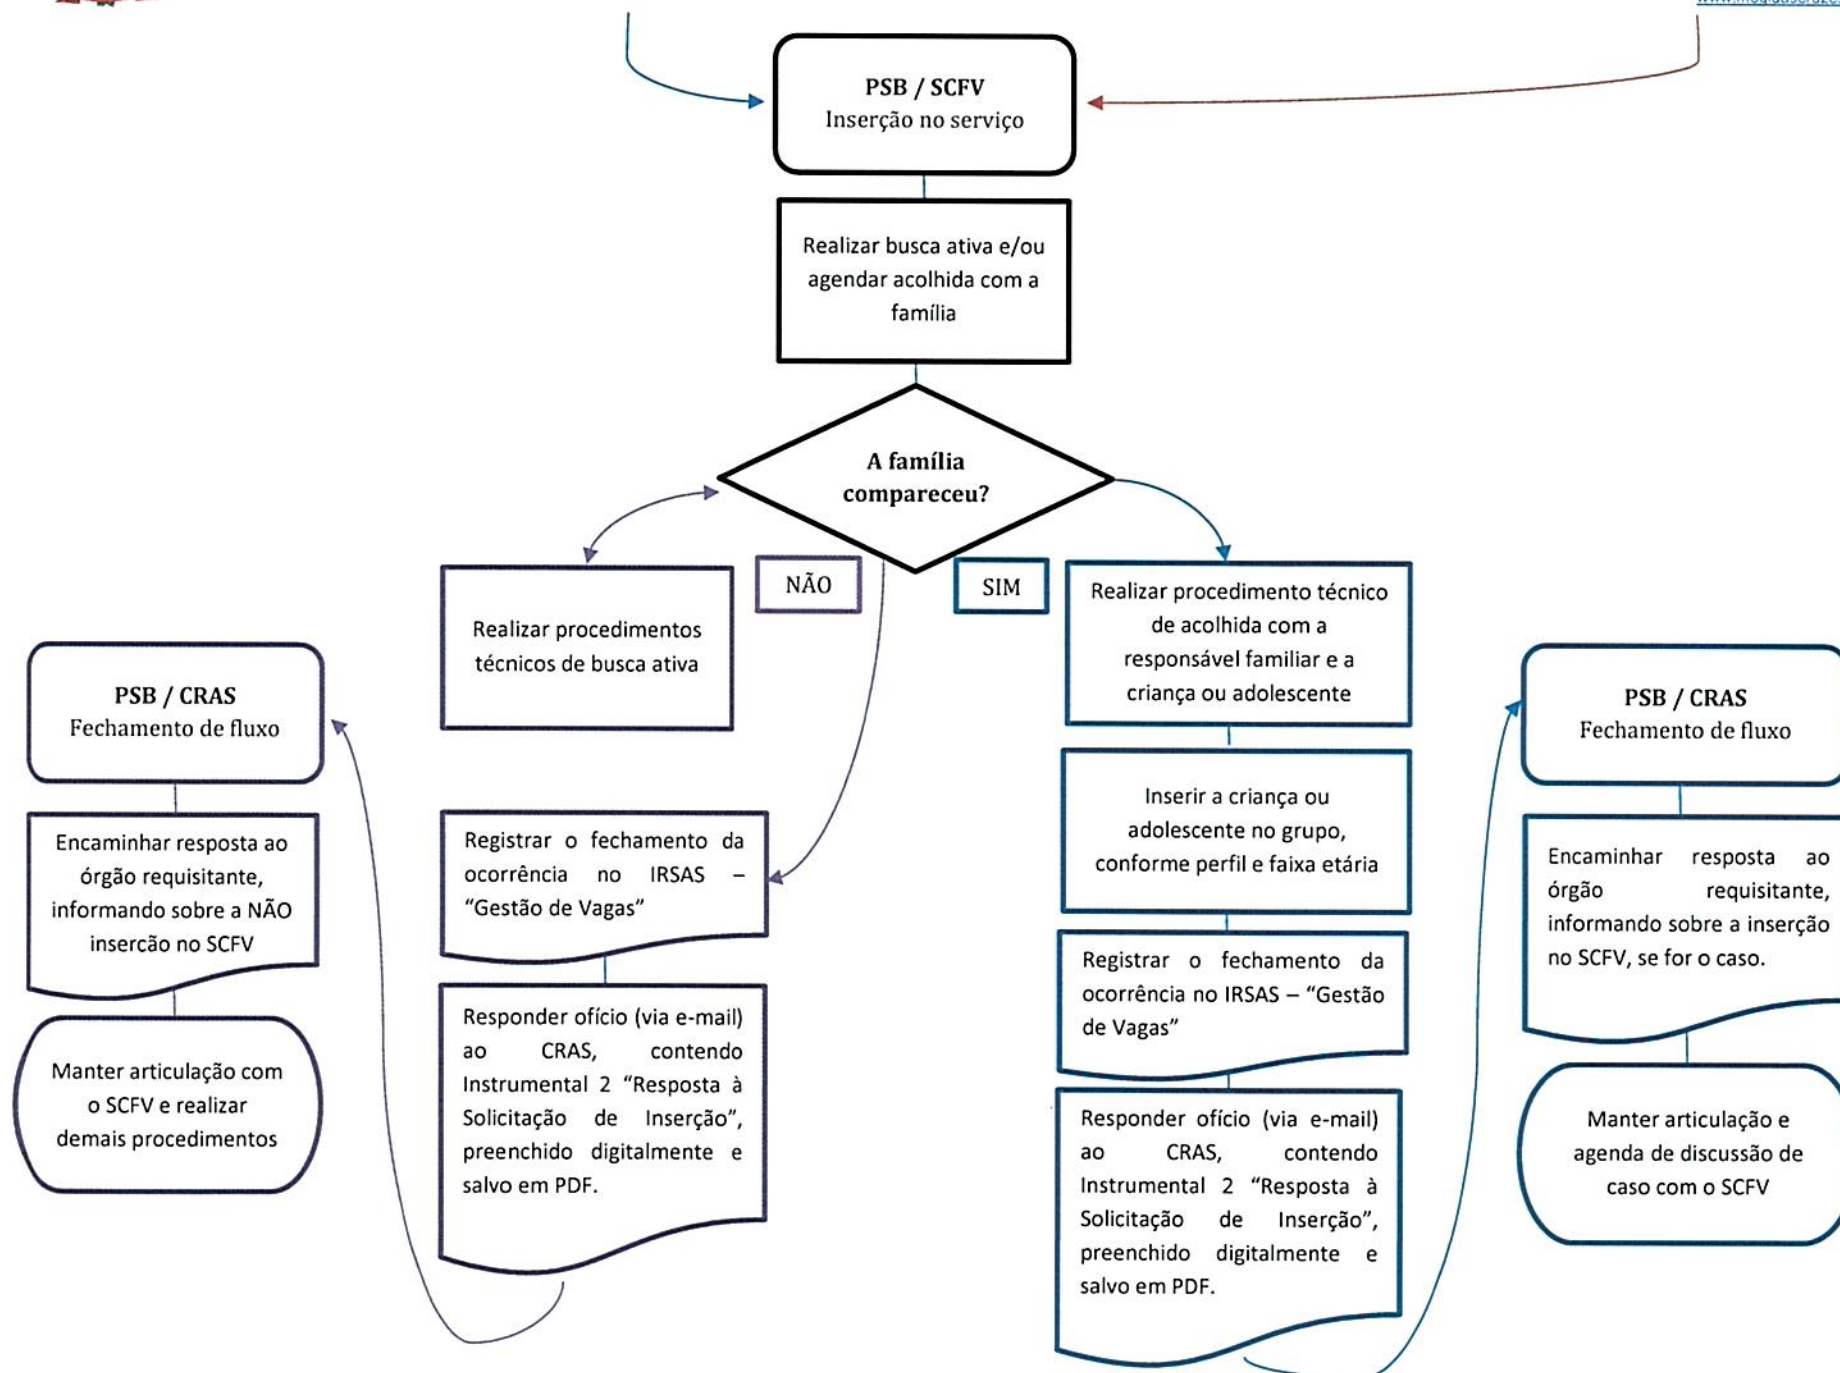 PSB / SCFV
Inserção no serviço
Realizar busca ativa e/ou
agendar acolhida com a
família
A família
compareceu?
NÃO
SIM
Realizar procedimentos
técnicos de busca ativa
Registrar o fechamento da
ocorrência no IRSAS –
“Gestão de Vagas”
Responder ofício (via e-mail)
ao CRAS, contendo
Instrumental 2 “Resposta à
Solicitação de Inserção”,
preenchido digitalmente e
salvo em PDF.
PSB / CRAS
Fechamento de fluxo
Encaminhar resposta ao
órgão requisitante,
informando sobre a NÃO
insercão no SCFV
Manter articulação com
o SCFV e realizar
demais procedimentos
Realizar procedimento técnico
de acolhida com a
responsável familiar e a
criança ou adolescente
Inserir a criança ou
adolescente no grupo,
conforme perfil e faixa etária
Registrar o fechamento da
ocorrência no IRSAS – “Gestão
de Vagas”
Responder ofício (via e-mail)
ao CRAS, contendo
Instrumental 2 “Resposta à
Solicitação de Inserção”,
preenchido digitalmente e
salvo em PDF.
PSB / CRAS
Fechamento de fluxo
Encaminhar resposta ao
órgão requisitante,
informando sobre a inserção
no SCFV, se for o caso.
Manter articulação e
agenda de discussão de
caso com o SCFV